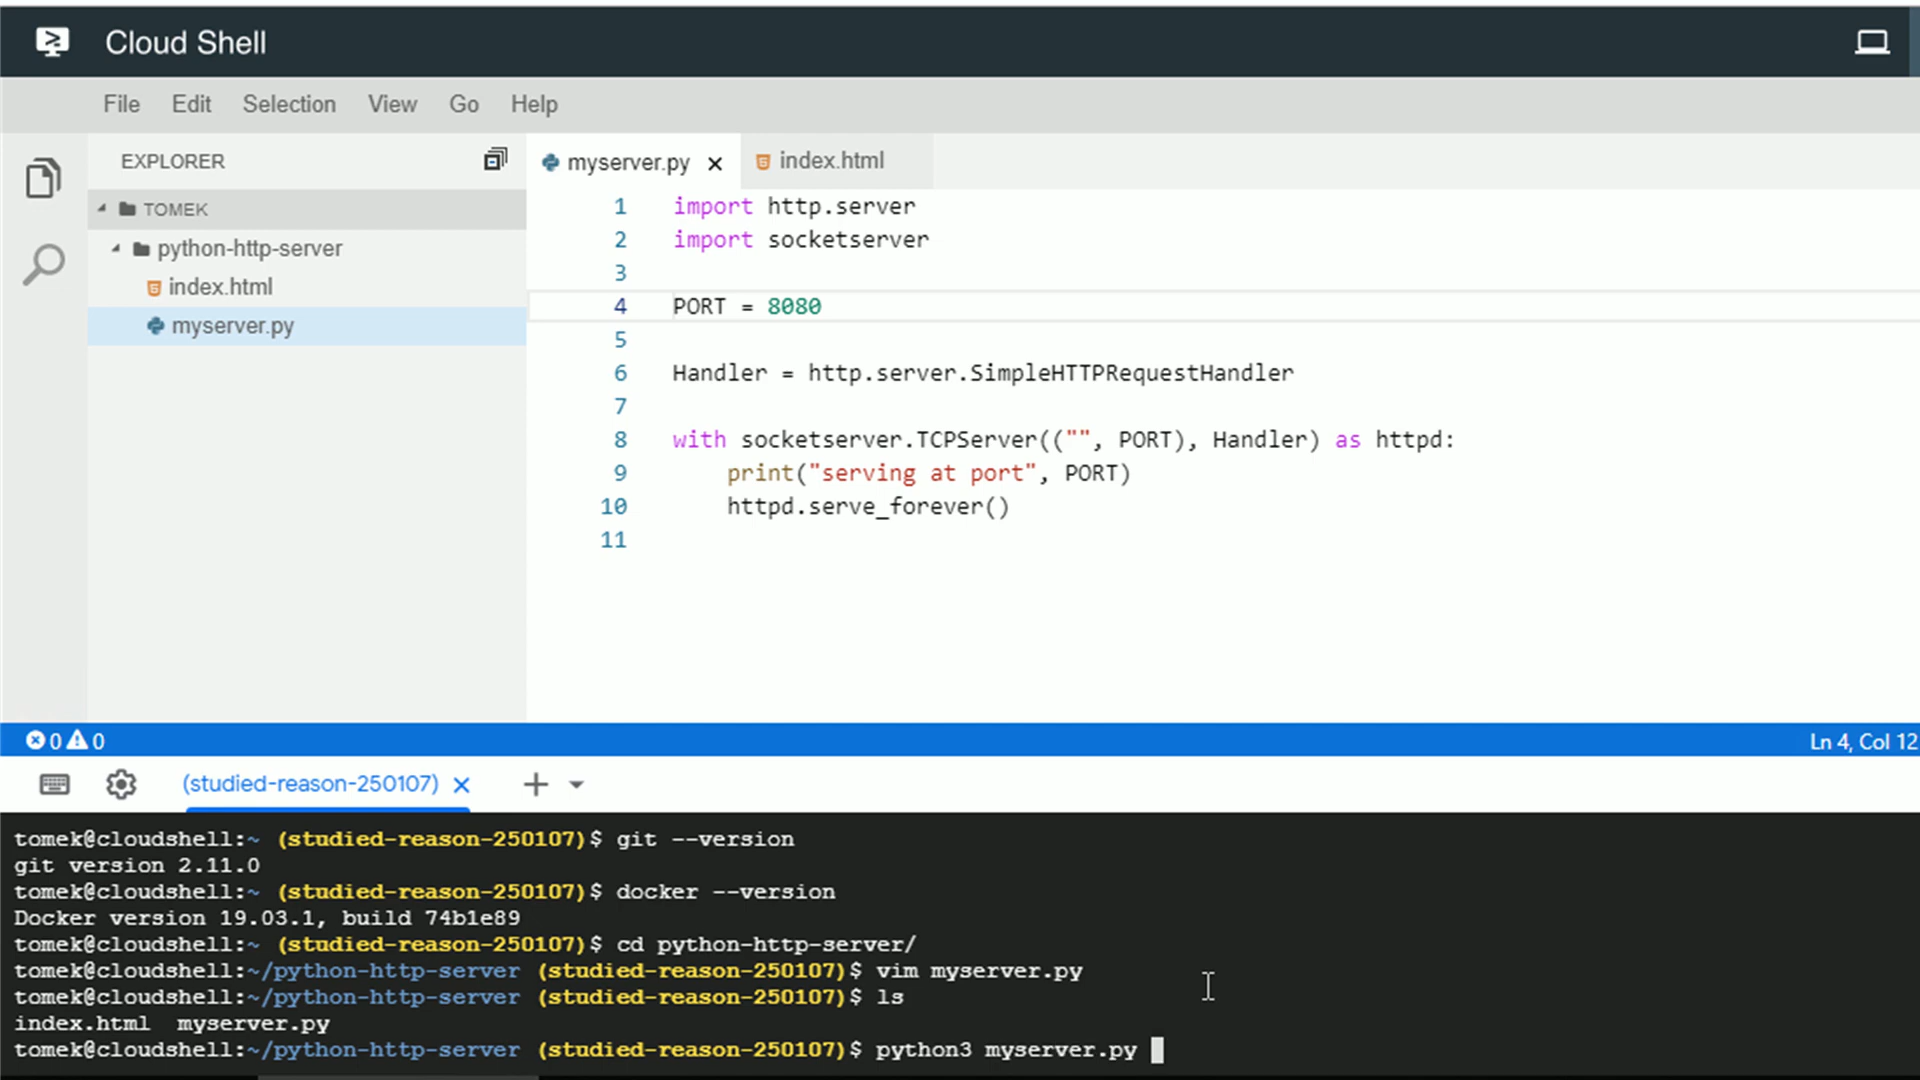 Cloud Shell
File Edit Selection View Go Help
EXPLORER
TOMEK
python-http-server
index.html
myserver.py
myserver.py × index.html
1 import http.server
2 import socketserver
3
4 PORT = 8080
5
6 Handler = http.server.SimpleHTTPRequestHandler
7
8 with socketserver.TCPServer(("", PORT), Handler) as httpd:
9     print("serving at port", PORT)
10     httpd.serve_forever()
11
0 0 Ln 4, Col 12
(studied-reason-250107) × +
tomek@cloudshell:~ (studied-reason-250107)$ git --version
git version 2.11.0
tomek@cloudshell:~ (studied-reason-250107)$ docker --version
Docker version 19.03.1, build 74b1e89
tomek@cloudshell:~ (studied-reason-250107)$ cd python-http-server/
tomek@cloudshell:~/python-http-server (studied-reason-250107)$ vim myserver.py
tomek@cloudshell:~/python-http-server (studied-reason-250107)$ ls
index.html  myserver.py
tomek@cloudshell:~/python-http-server (studied-reason-250107)$ python3 myserver.py